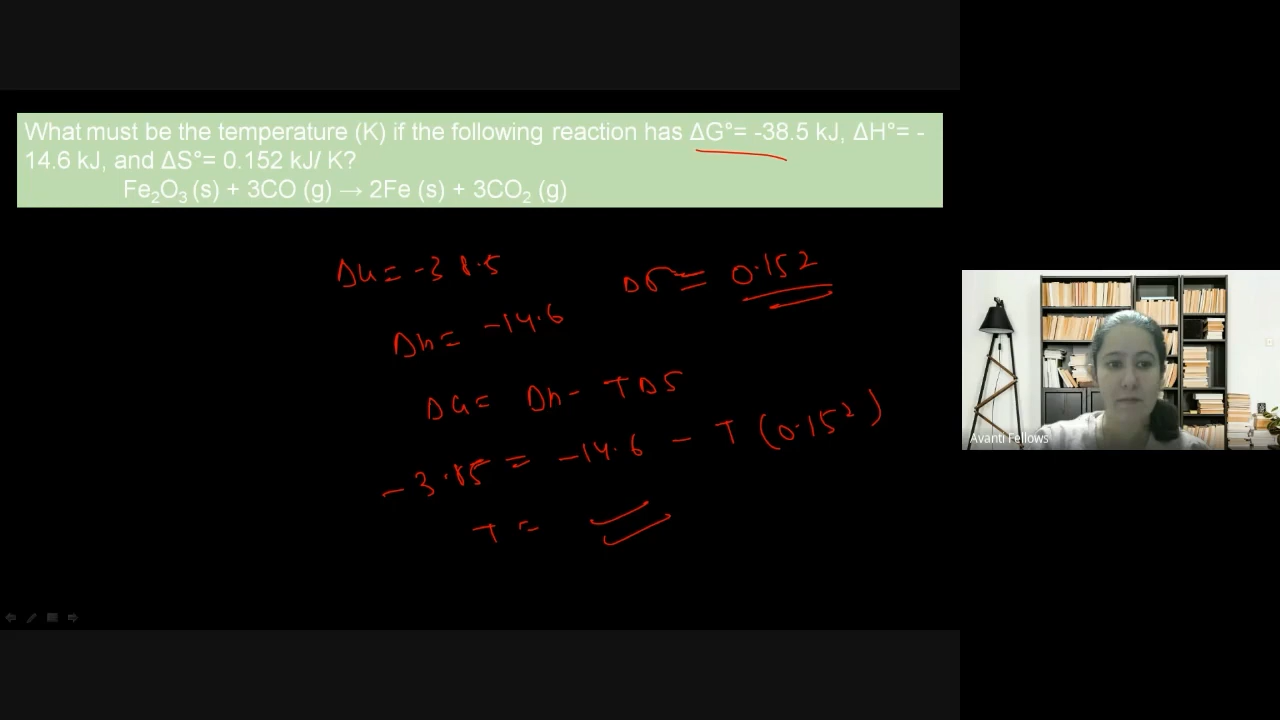 What must be the temperature (K) if the following reaction has ΔG°= -38.5 kJ, ΔH°= -
14.6 kJ, and ΔS°= 0.152 kJ/ K?
Fe₂O₃ (s) + 3CO (g) → 2Fe (s) + 3CO₂ (g)
ΔG = -38.5
ΔS = 0.152
Δh = -14.6
ΔG = Δh - TΔS
-3.85 = -14.6 - T (0.152)
T =
Avanti Fellows